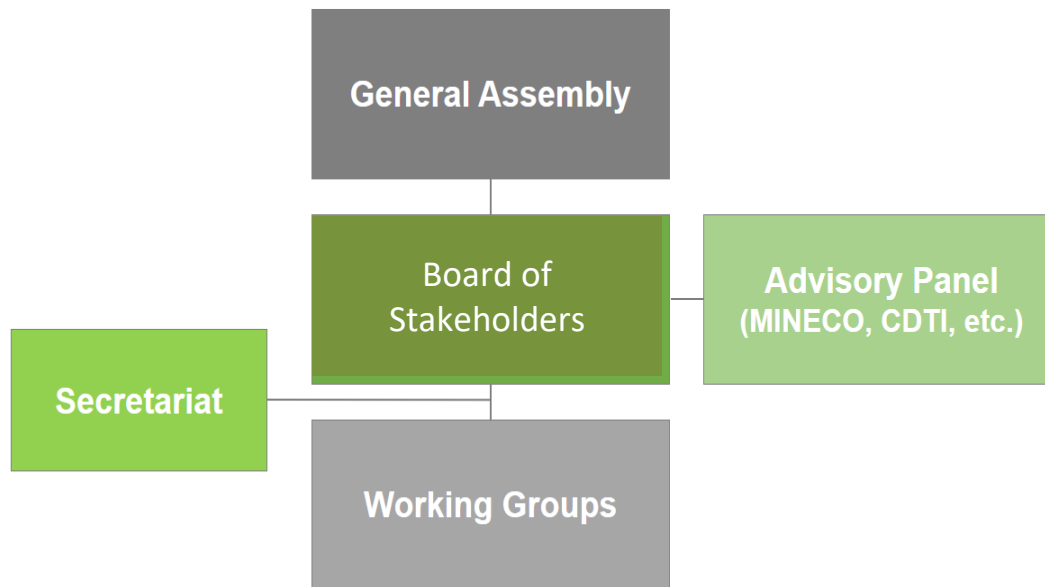 General Assembly
Board of
Stakeholders
Advisory Panel
(MINECO, CDTI, etc.)
Secretariat
Working Groups